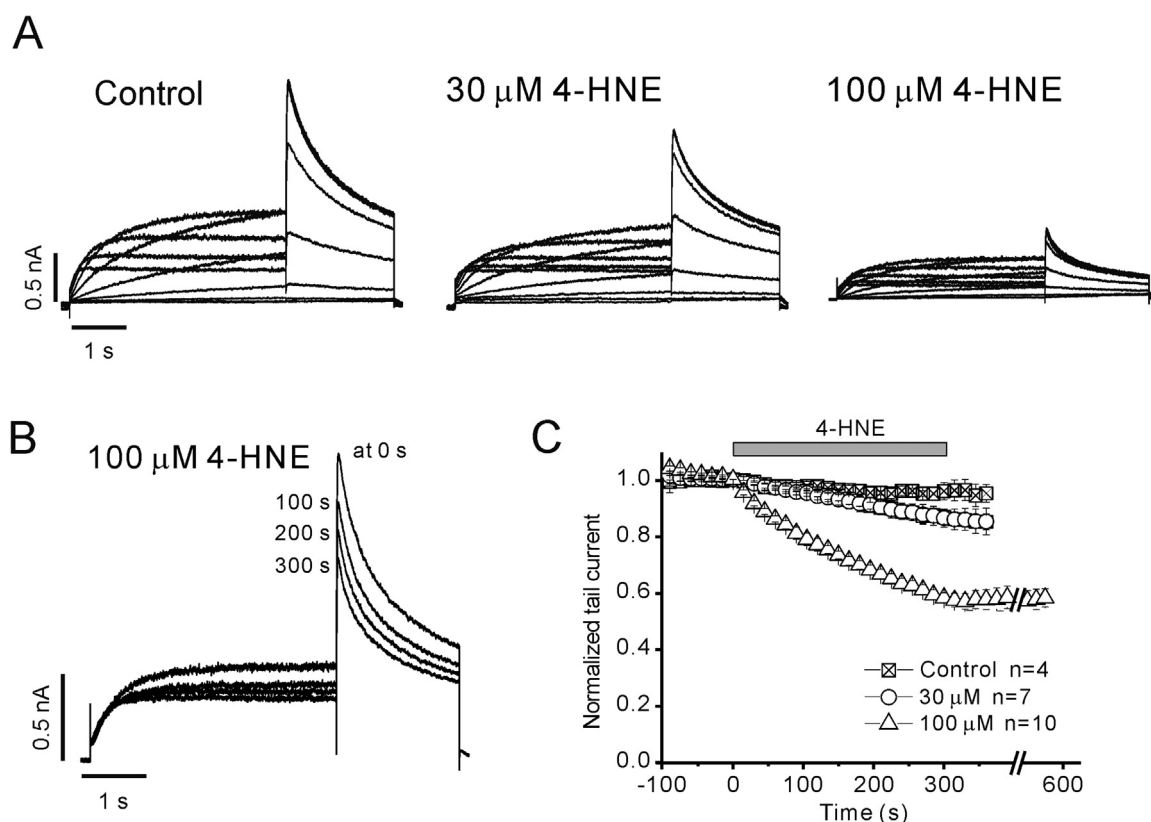 A
Control
30 μM 4-HNE
100 μM 4-HNE
0.5 nA
1 s
B
100 μM 4-HNE
at 0 s
100 s
200 s
300 s
0.5 nA
1 s
C
4-HNE
Normalized tail current
1.0
0.8
0.6
0.4
0.2
0.0
Control n=4
30 μM n=7
100 μM n=10
-100 0 100 200 300 600
Time (s)